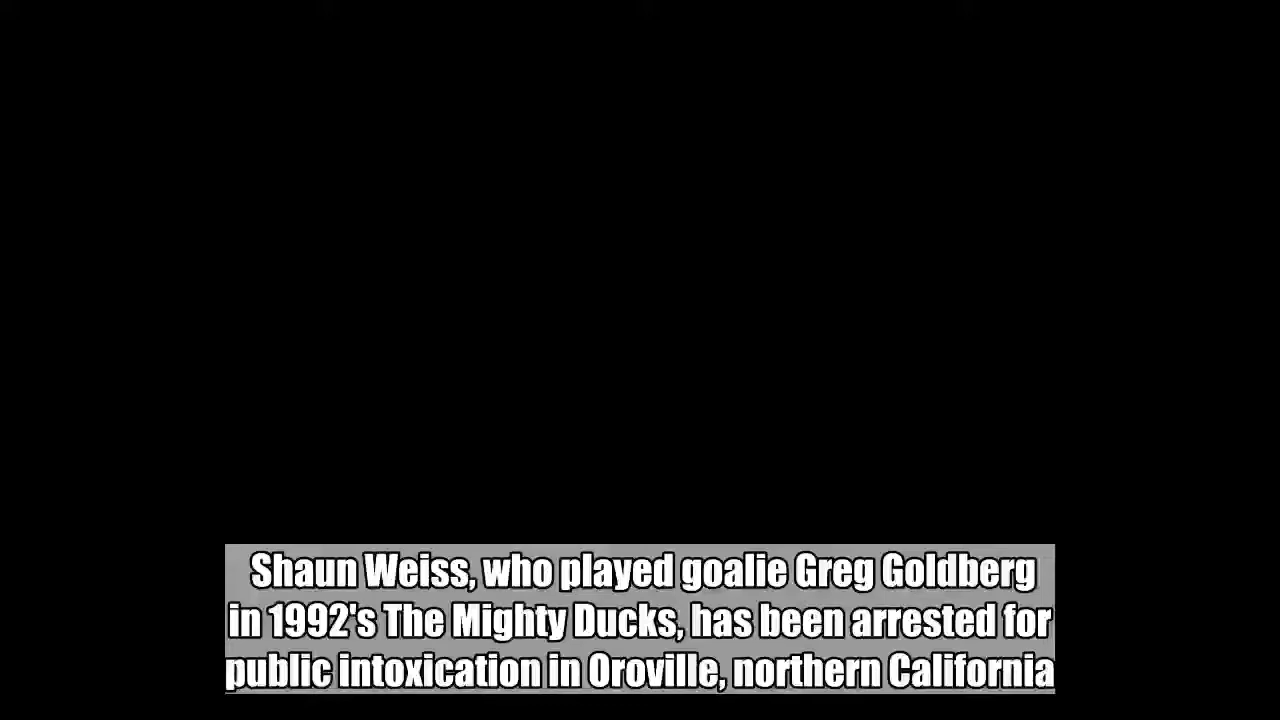 Shaun Weiss, who played goalie Greg Goldberg
in 1992's The Mighty Ducks, has been arrested for
public intoxication in Oroville, northern California